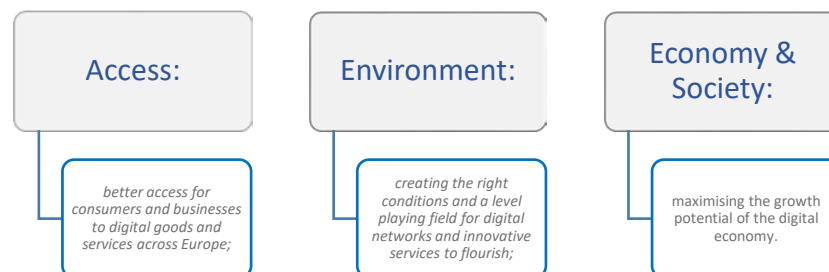 Access:
better access for
consumers and businesses
to digital goods and
services across Europe;
Environment:
creating the right
conditions and a level
playing field for digital
networks and innovative
services to flourish;
Economy &
Society:
maximising the growth
potential of the digital
economy.